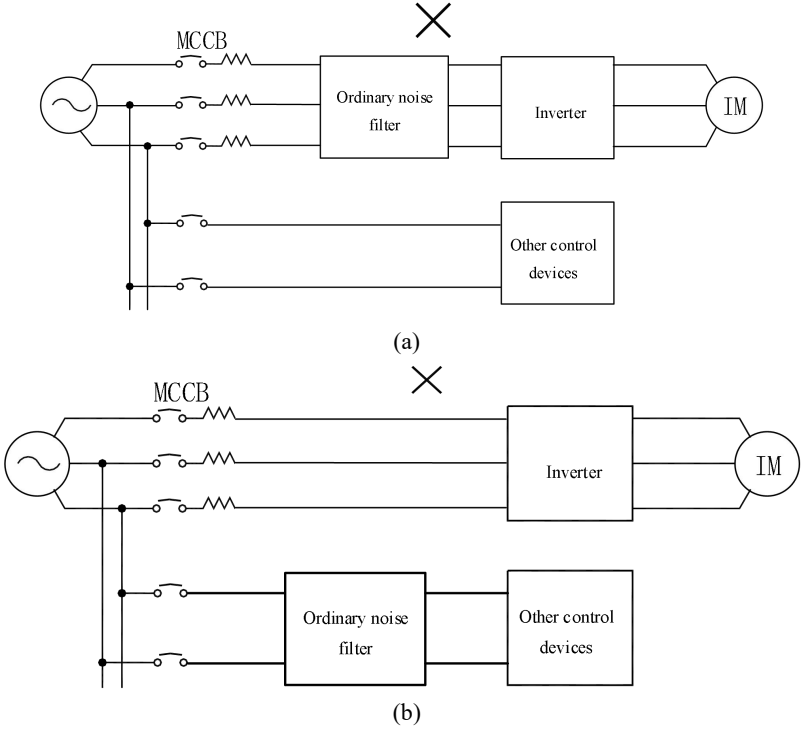 MCCB
Ordinary noise
filter
Inverter
IM
Other control
devices
(a)
MCCB
Inverter
IM
Ordinary noise
filter
Other control
devices
(b)